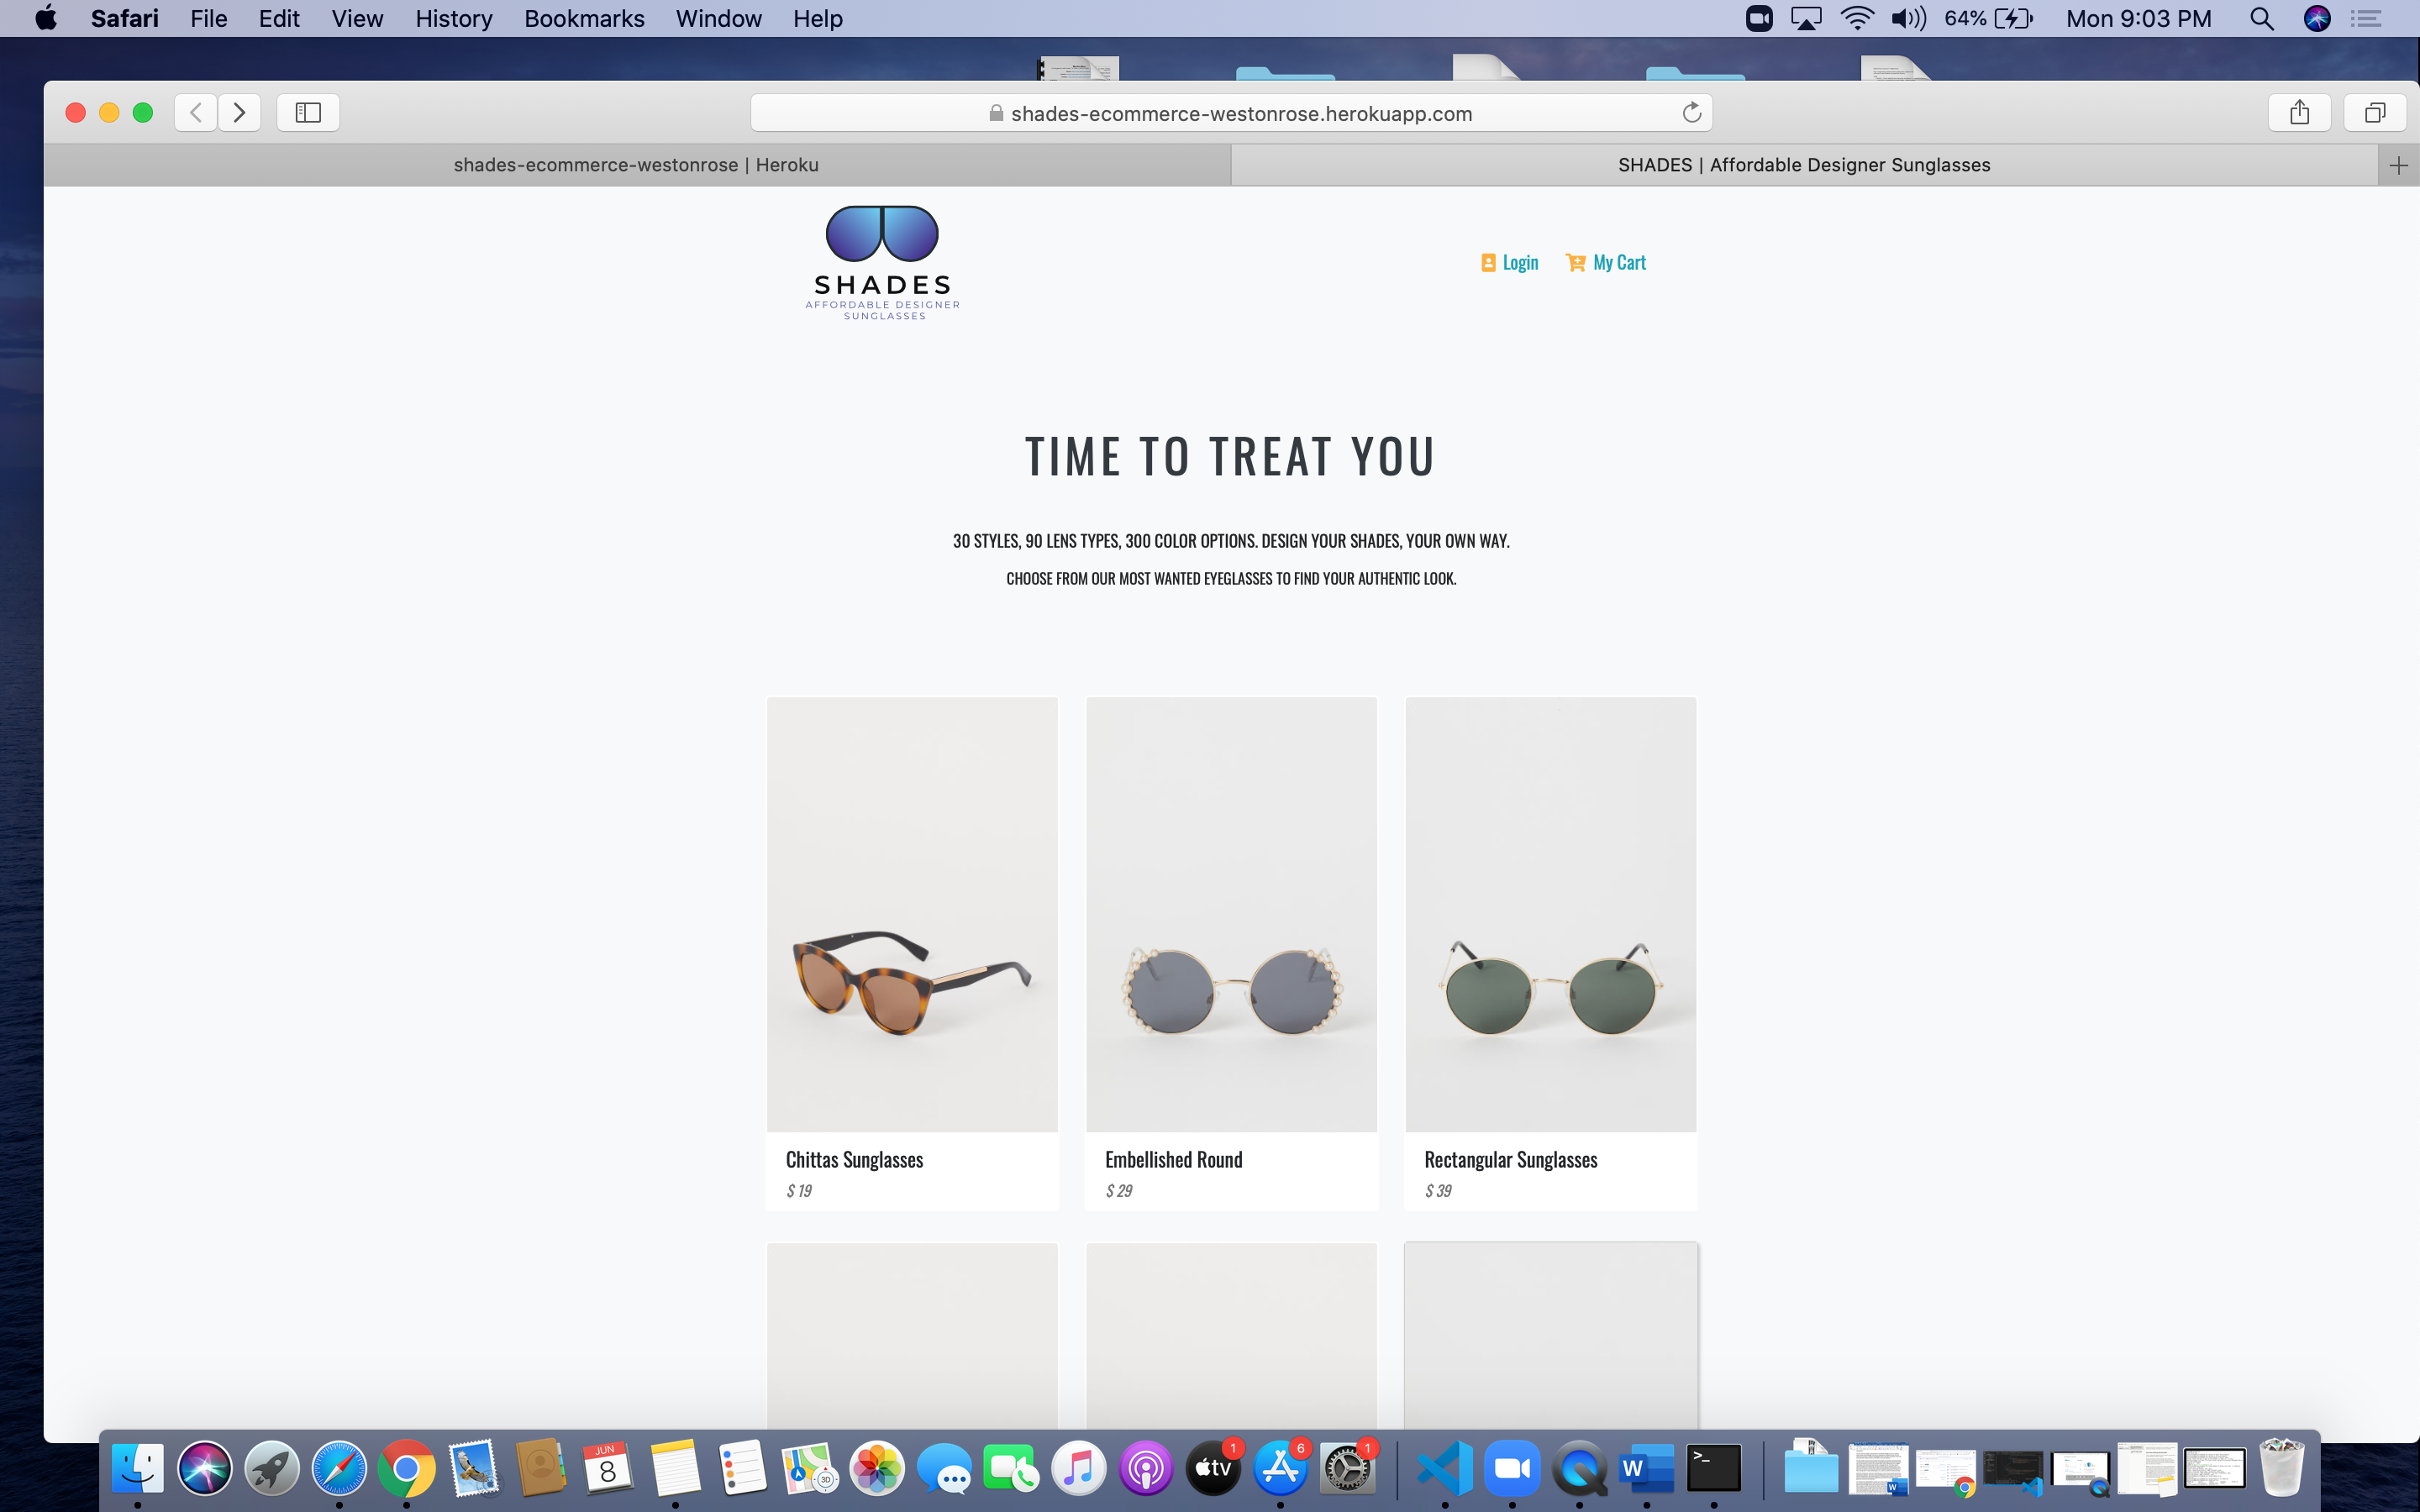 Safari File Edit View History Bookmarks Window Help 64% Mon 9:03 PM
shades-ecommerce-westonrose.herokuapp.com
shades-ecommerce-westonrose | Heroku
SHADES | Affordable Designer Sunglasses
SHADES
AFFORDABLE DESIGNER
SUNGLASSES
Login
My Cart
TIME TO TREAT YOU
30 STYLES, 90 LENS TYPES, 300 COLOR OPTIONS. DESIGN YOUR SHADES, YOUR OWN WAY.
CHOOSE FROM OUR MOST WANTED EYEGLASSES TO FIND YOUR AUTHENTIC LOOK.
Chittas Sunglasses
$ 19
Embellished Round
$ 29
Rectangular Sunglasses
$ 39
JUN
8
3D
tv
1
6
1
W
>_